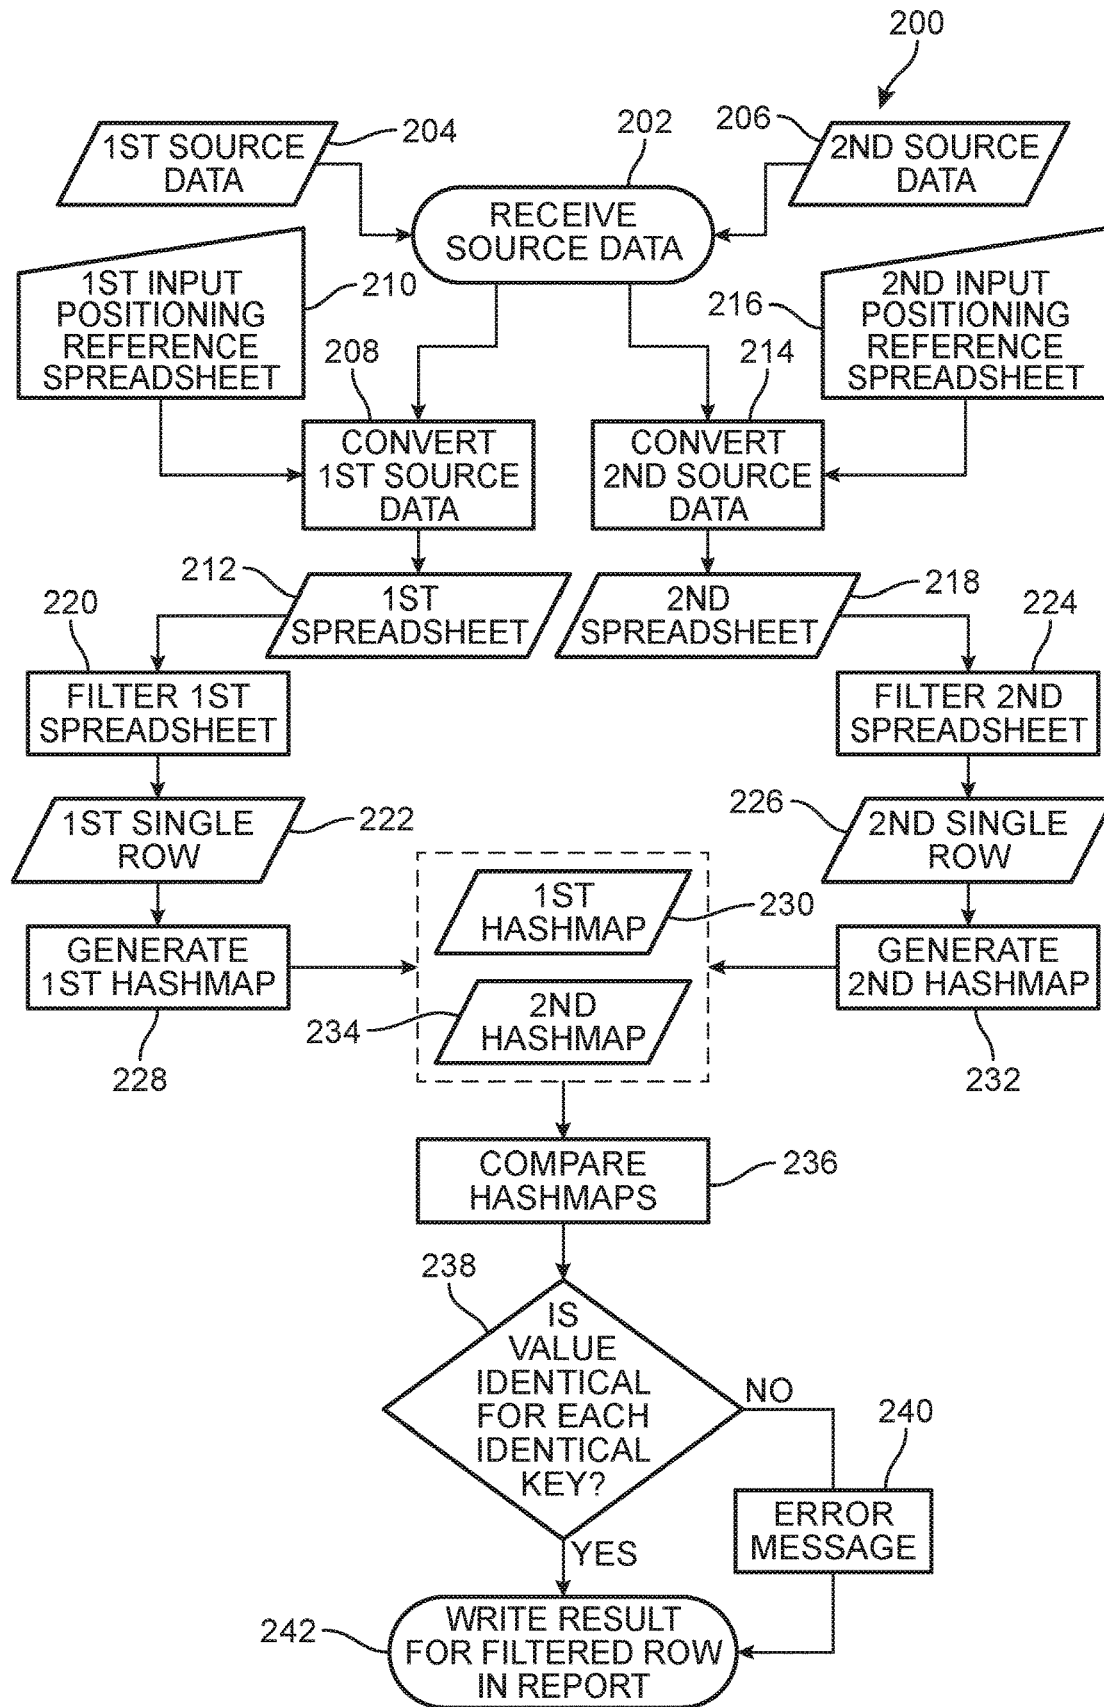 200
1ST SOURCE
DATA
204
202
206
2ND SOURCE
DATA
RECEIVE
SOURCE DATA
1ST INPUT
POSITIONING
REFERENCE
SPREADSHEET
210
2ND INPUT
POSITIONING
REFERENCE
SPREADSHEET
216
208
214
CONVERT
1ST SOURCE
DATA
CONVERT
2ND SOURCE
DATA
212
1ST
SPREADSHEET
2ND
SPREADSHEET
218
220
224
FILTER 1ST
SPREADSHEET
FILTER 2ND
SPREADSHEET
1ST SINGLE
ROW
222
226
2ND SINGLE
ROW
1ST
HASHMAP
230
GENERATE
1ST HASHMAP
GENERATE
2ND HASHMAP
234
2ND
HASHMAP
228
232
COMPARE
HASHMAPS
236
238
IS
VALUE
IDENTICAL
FOR EACH
IDENTICAL
KEY?
NO
240
ERROR
MESSAGE
YES
242
WRITE RESULT
FOR FILTERED ROW
IN REPORT